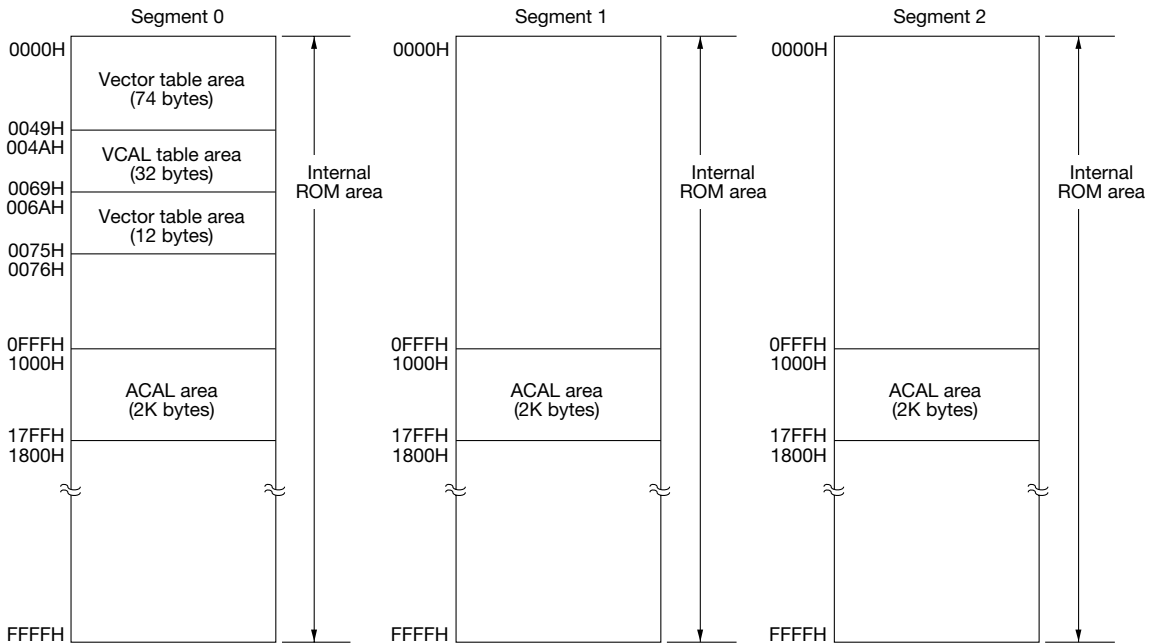 Segment 0
0000H
Vector table area
(74 bytes)
0049H
004AH
VCAL table area
(32 bytes)
0069H
006AH
Vector table area
(12 bytes)
0075H
0076H
0FFFH
1000H
ACAL area
(2K bytes)
17FFH
1800H
FFFFH
Internal
ROM area
Segment 1
0000H
0FFFH
1000H
ACAL area
(2K bytes)
17FFH
1800H
FFFFH
Internal
ROM area
Segment 2
0000H
0FFFH
1000H
ACAL area
(2K bytes)
17FFH
1800H
FFFFH
Internal
ROM area